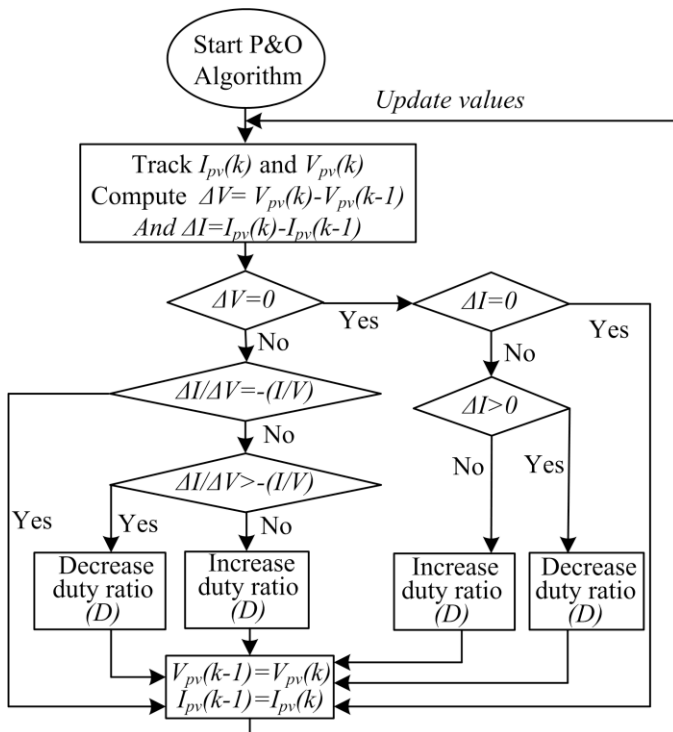 Start P&O
Algorithm
Update values
Track I_pv(k) and V_pv(k)
Compute ΔV= V_pv(k)-V_pv(k-1)
And ΔI=I_pv(k)-I_pv(k-1)
ΔV=0
Yes
ΔI=0
Yes
No
No
ΔI/ΔV=-(I/V)
ΔI>0
No
No
Yes
ΔI/ΔV>-(I/V)
Yes
Yes
No
Decrease
duty ratio
(D)
Increase
duty ratio
(D)
Increase
duty ratio
(D)
Decrease
duty ratio
(D)
V_pv(k-1)=V_pv(k)
I_pv(k-1)=I_pv(k)